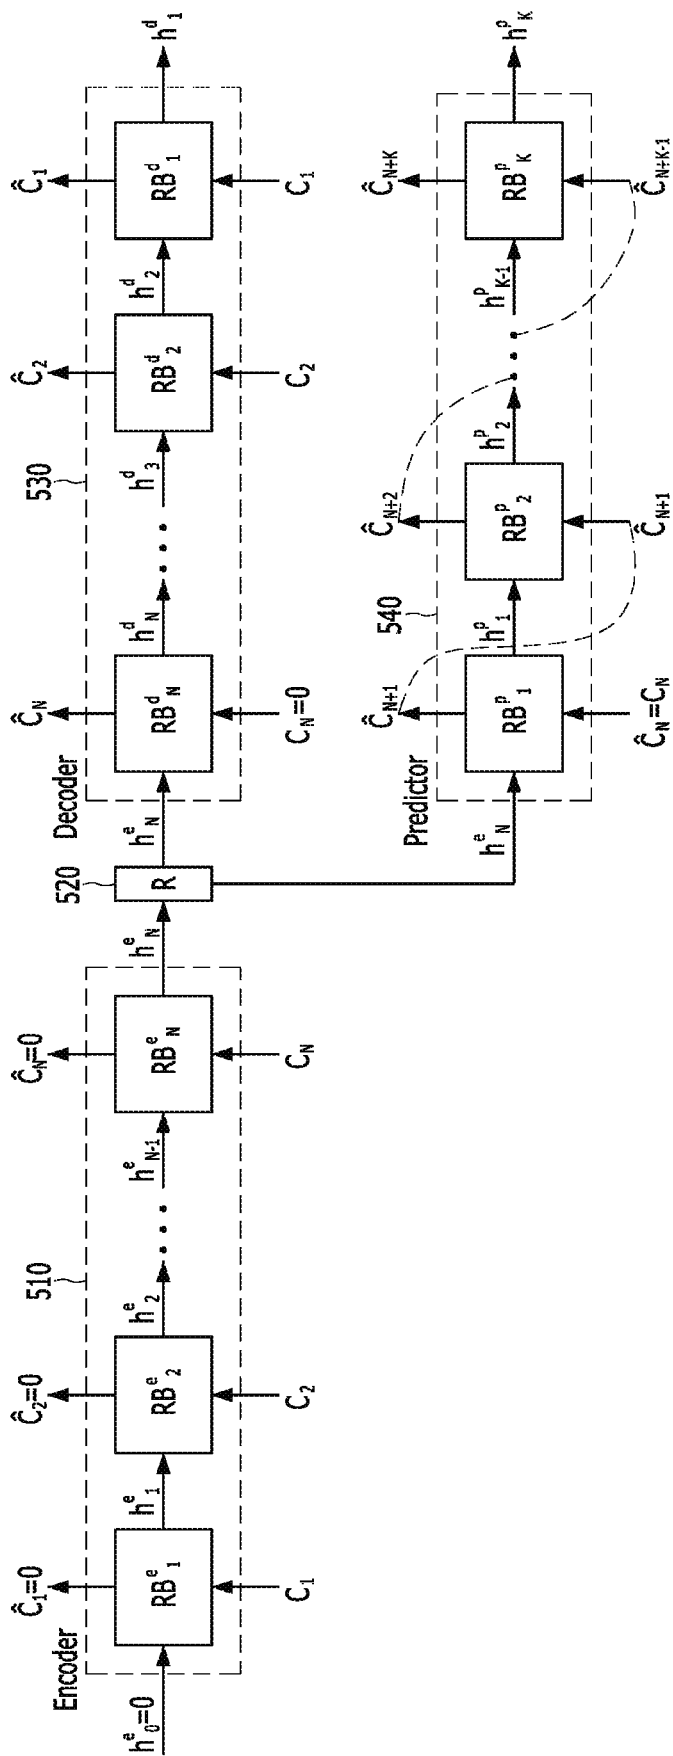 Encoder
510
h^e_0=0
Ĉ_1=0
RB^e_1
C_1
h^e_1
Ĉ_2=0
RB^e_2
C_2
h^e_2
h^e_{N-1}
Ĉ_N=0
RB^e_N
C_N
h^e_N
520
R
h^e_N
Decoder
530
Ĉ_N
RB^d_N
C_N=0
h^d_N
h^d_3
Ĉ_2
RB^d_2
C_2
h^d_2
Ĉ_1
RB^d_1
C_1
h^d_1
Predictor
540
h^e_N
Ĉ_{N+1}
RB^p_1
Ĉ_N=C_N
h^p_1
Ĉ_{N+2}
RB^p_2
Ĉ_{N+1}
h^p_2
h^p_{K-1}
Ĉ_{N+K}
RB^p_K
Ĉ_{N+K-1}
h^p_K